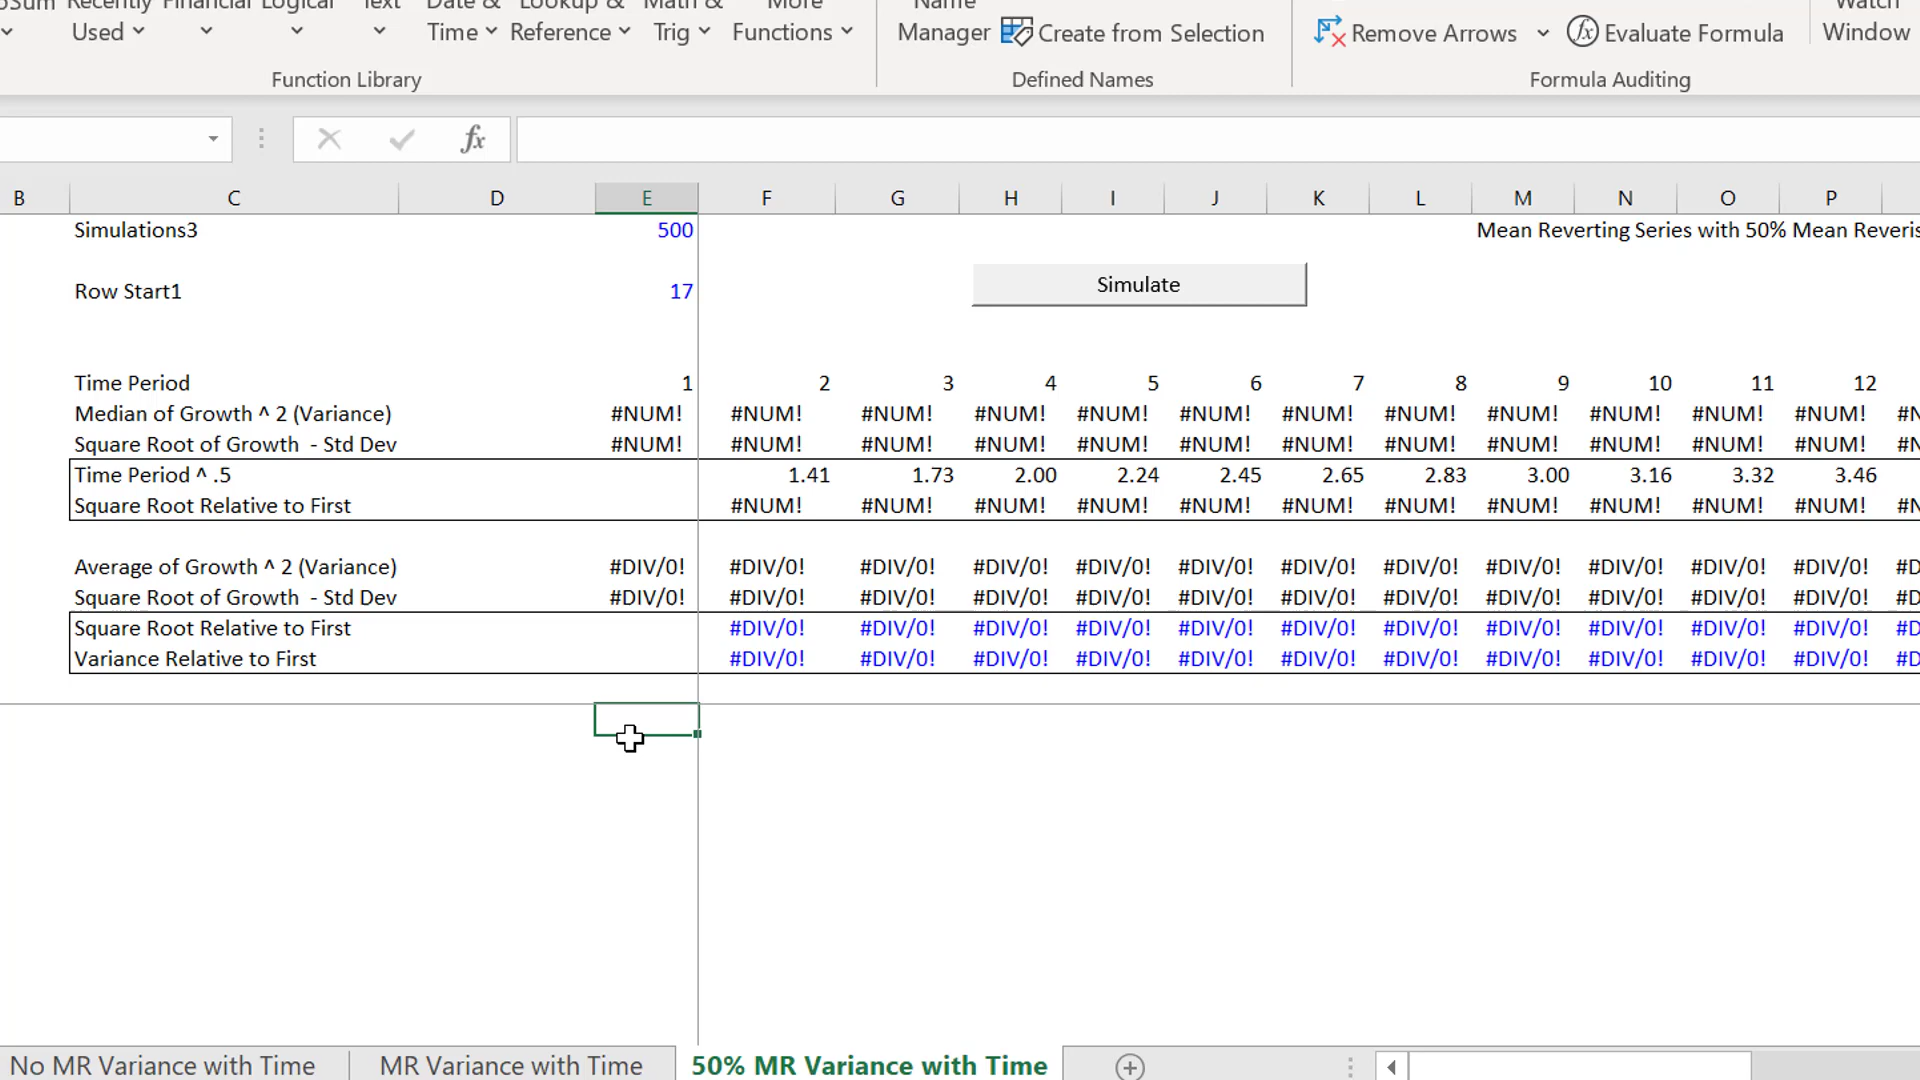 Recently Financial Logical Text Date & Lookup & Math & More Name Watch
Used Time Reference Trig Functions Manager Create from Selection Remove Arrows Evaluate Formula Window
Function Library Defined Names Formula Auditing
fx
B C D E F G H I J K L M N O P
Simulations3 500 Mean Reverting Series with 50% Mean
Simulate
Row Start1 17
Time Period 1 2 3 4 5 6 7 8 9 10 11 12
Median of Growth ^ 2 (Variance) #NUM! #NUM! #NUM! #NUM! #NUM! #NUM! #NUM! #NUM! #NUM! #NUM! #NUM! #NUM!
Square Root of Growth - Std Dev #NUM! #NUM! #NUM! #NUM! #NUM! #NUM! #NUM! #NUM! #NUM! #NUM! #NUM! #NUM!
Time Period ^ .5 1.41 1.73 2.00 2.24 2.45 2.65 2.83 3.00 3.16 3.32 3.46
Square Root Relative to First #NUM! #NUM! #NUM! #NUM! #NUM! #NUM! #NUM! #NUM! #NUM! #NUM! #NUM!
Average of Growth ^ 2 (Variance) #DIV/0! #DIV/0! #DIV/0! #DIV/0! #DIV/0! #DIV/0! #DIV/0! #DIV/0! #DIV/0! #DIV/0! #DIV/0! #DIV/0!
Square Root of Growth - Std Dev #DIV/0! #DIV/0! #DIV/0! #DIV/0! #DIV/0! #DIV/0! #DIV/0! #DIV/0! #DIV/0! #DIV/0! #DIV/0! #DIV/0!
Square Root Relative to First #DIV/0! #DIV/0! #DIV/0! #DIV/0! #DIV/0! #DIV/0! #DIV/0! #DIV/0! #DIV/0! #DIV/0! #DIV/0!
Variance Relative to First #DIV/0! #DIV/0! #DIV/0! #DIV/0! #DIV/0! #DIV/0! #DIV/0! #DIV/0! #DIV/0! #DIV/0! #DIV/0!
No MR Variance with Time MR Variance with Time 50% MR Variance with Time